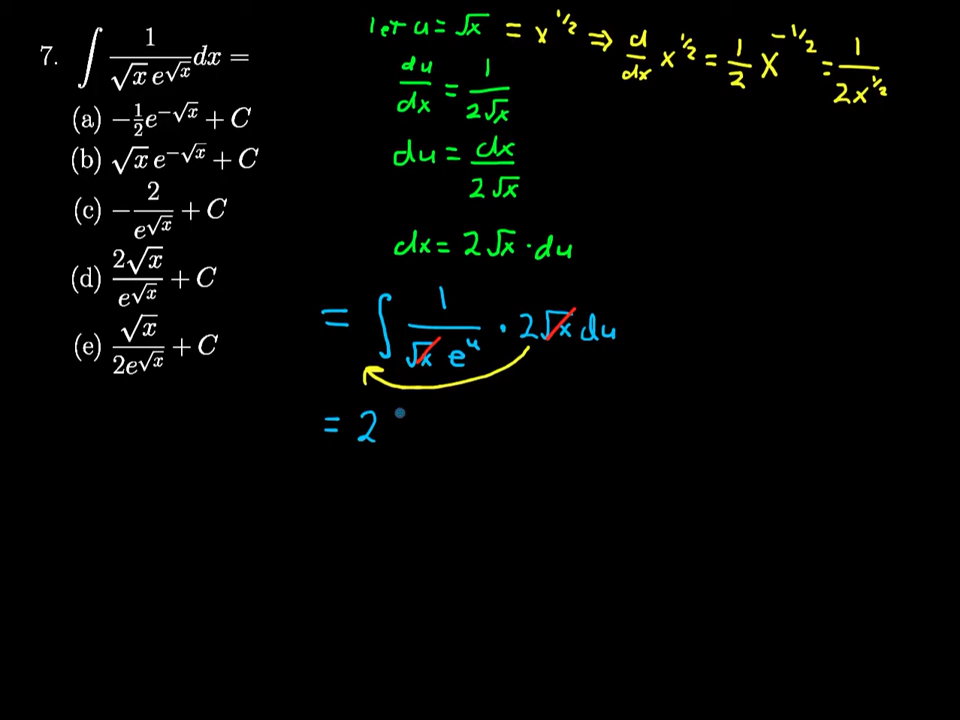 7. ∫ 1/(√x e^√x) dx =
(a) −½e^−√x + C
(b) √x e^−√x + C
(c) −2/e^√x + C
(d) 2√x/e^√x + C
(e) √x/2e^√x + C
let u = √x = x^1/2 ⇒ d/dx x^1/2 = 1/2 x^−1/2 = 1/2x^1/2
du/dx = 1/2√x
du = dx/2√x
dx = 2√x · du
= ∫ 1/(√x e^u) · 2√x du
= 2